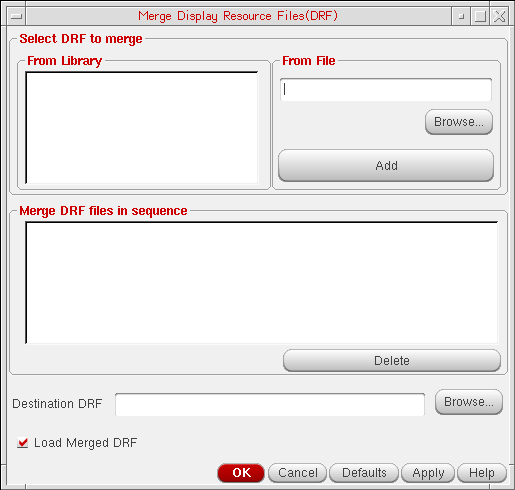 Merge Display Resource Files(DRF)
Select DRF to merge
From Library
From File
Browse...
Add
Merge DRF files in sequence
Delete
Destination DRF
Browse...
Load Merged DRF
OK Cancel Defaults Apply Help